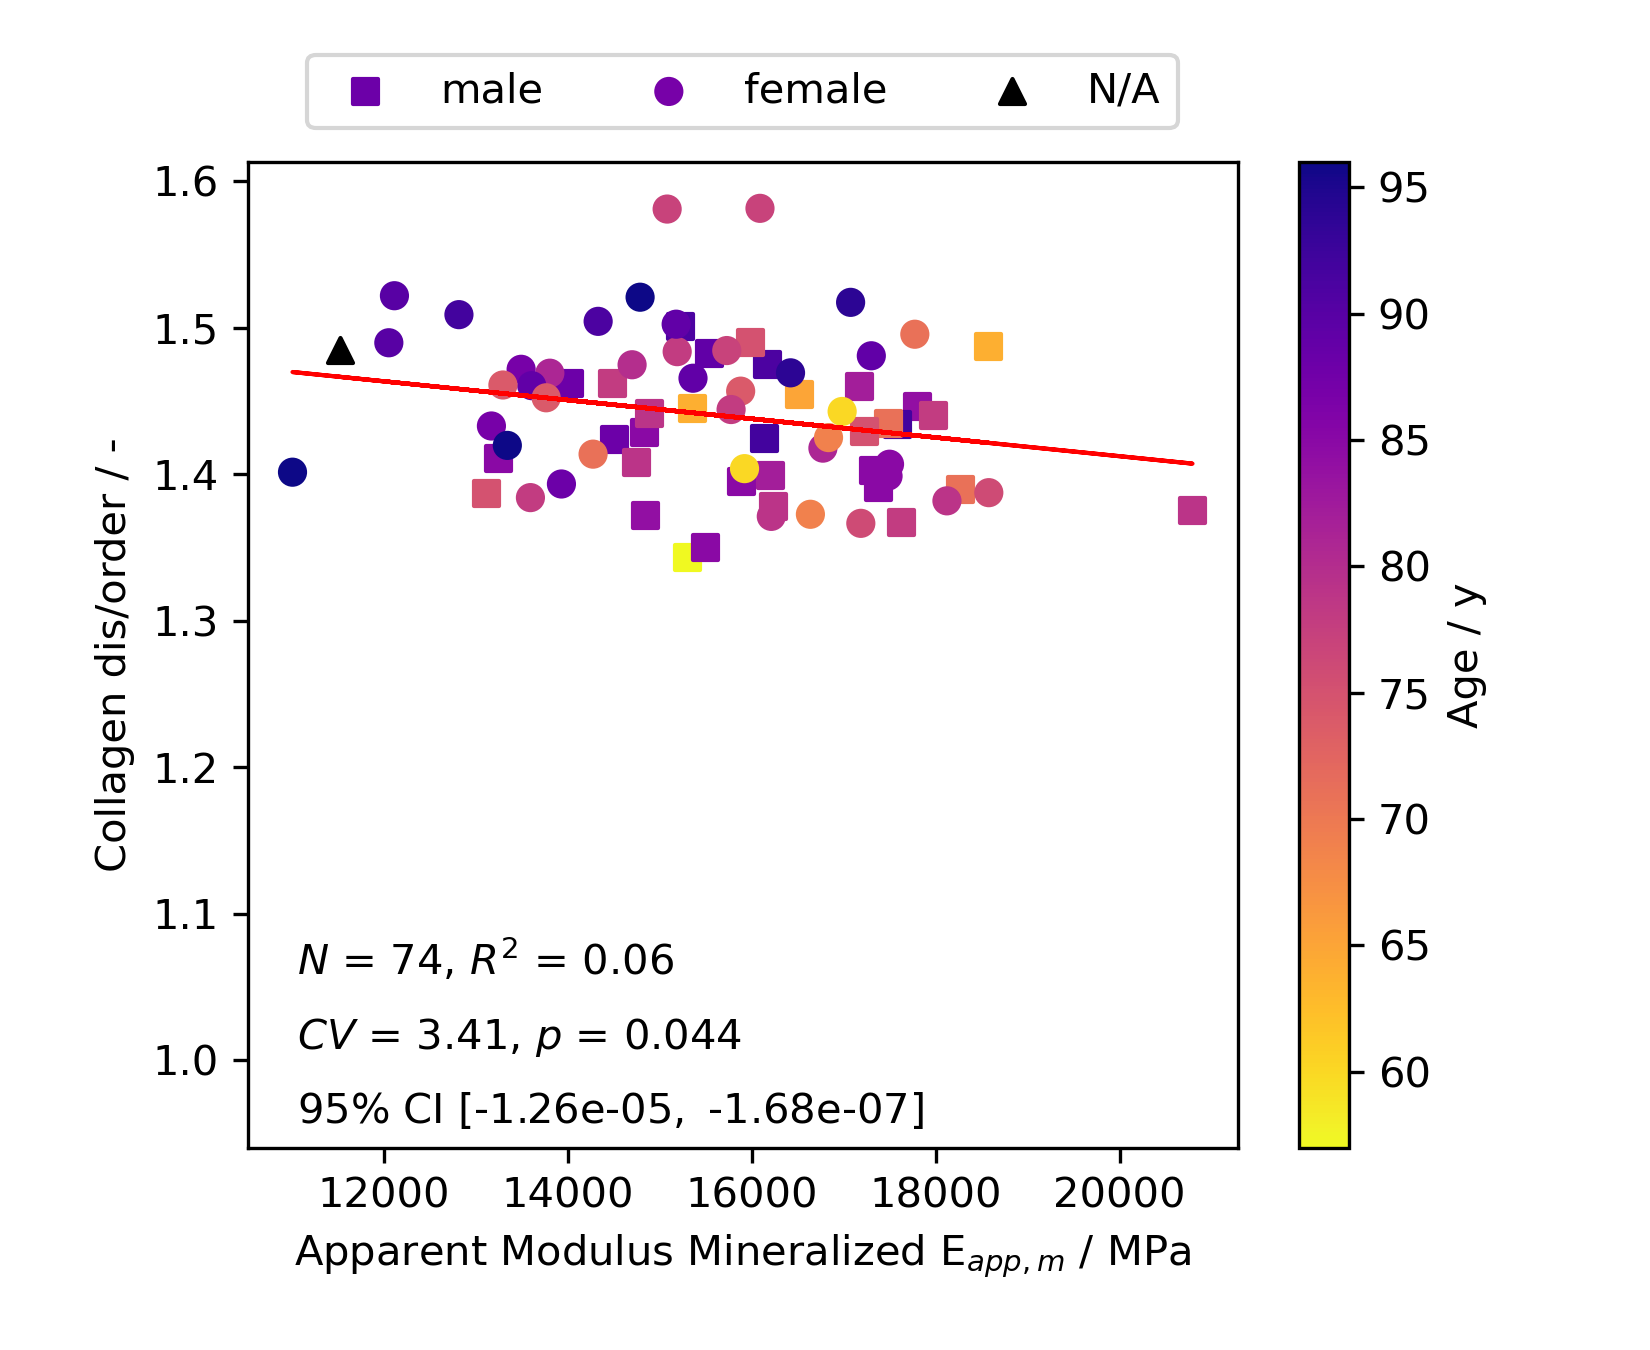 male female N/A
1.6
1.5
1.4
1.3
1.2
1.1
1.0
Collagen dis/order / -
N = 74, R² = 0.06
CV = 3.41, p = 0.044
95% CI [-1.26e-05, -1.68e-07]
12000 14000 16000 18000 20000
Apparent Modulus Mineralized E_app,m / MPa
95
90
85
80
75
70
65
60
Age / y